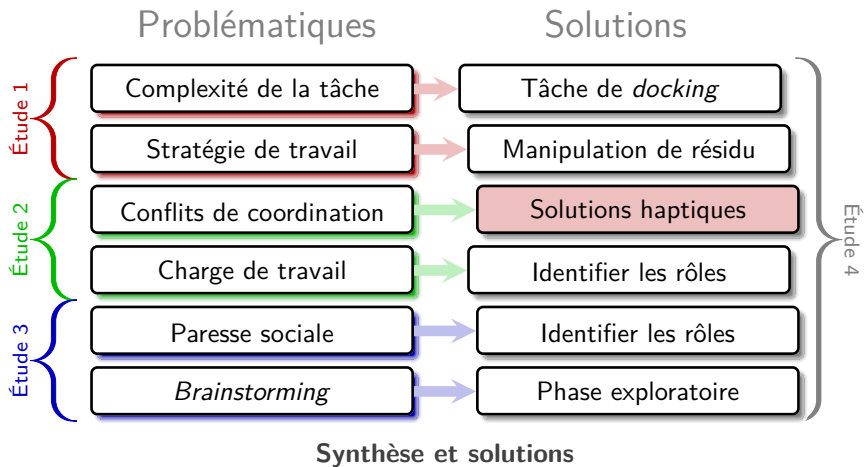 Problématiques
Solutions
Étude 1
Complexité de la tâche
Tâche de docking
Stratégie de travail
Manipulation de résidu
Étude 2
Conflits de coordination
Solutions haptiques
Charge de travail
Identifier les rôles
Étude 3
Paresse sociale
Identifier les rôles
Brainstorming
Phase exploratoire
Étude 4
Synthèse et solutions